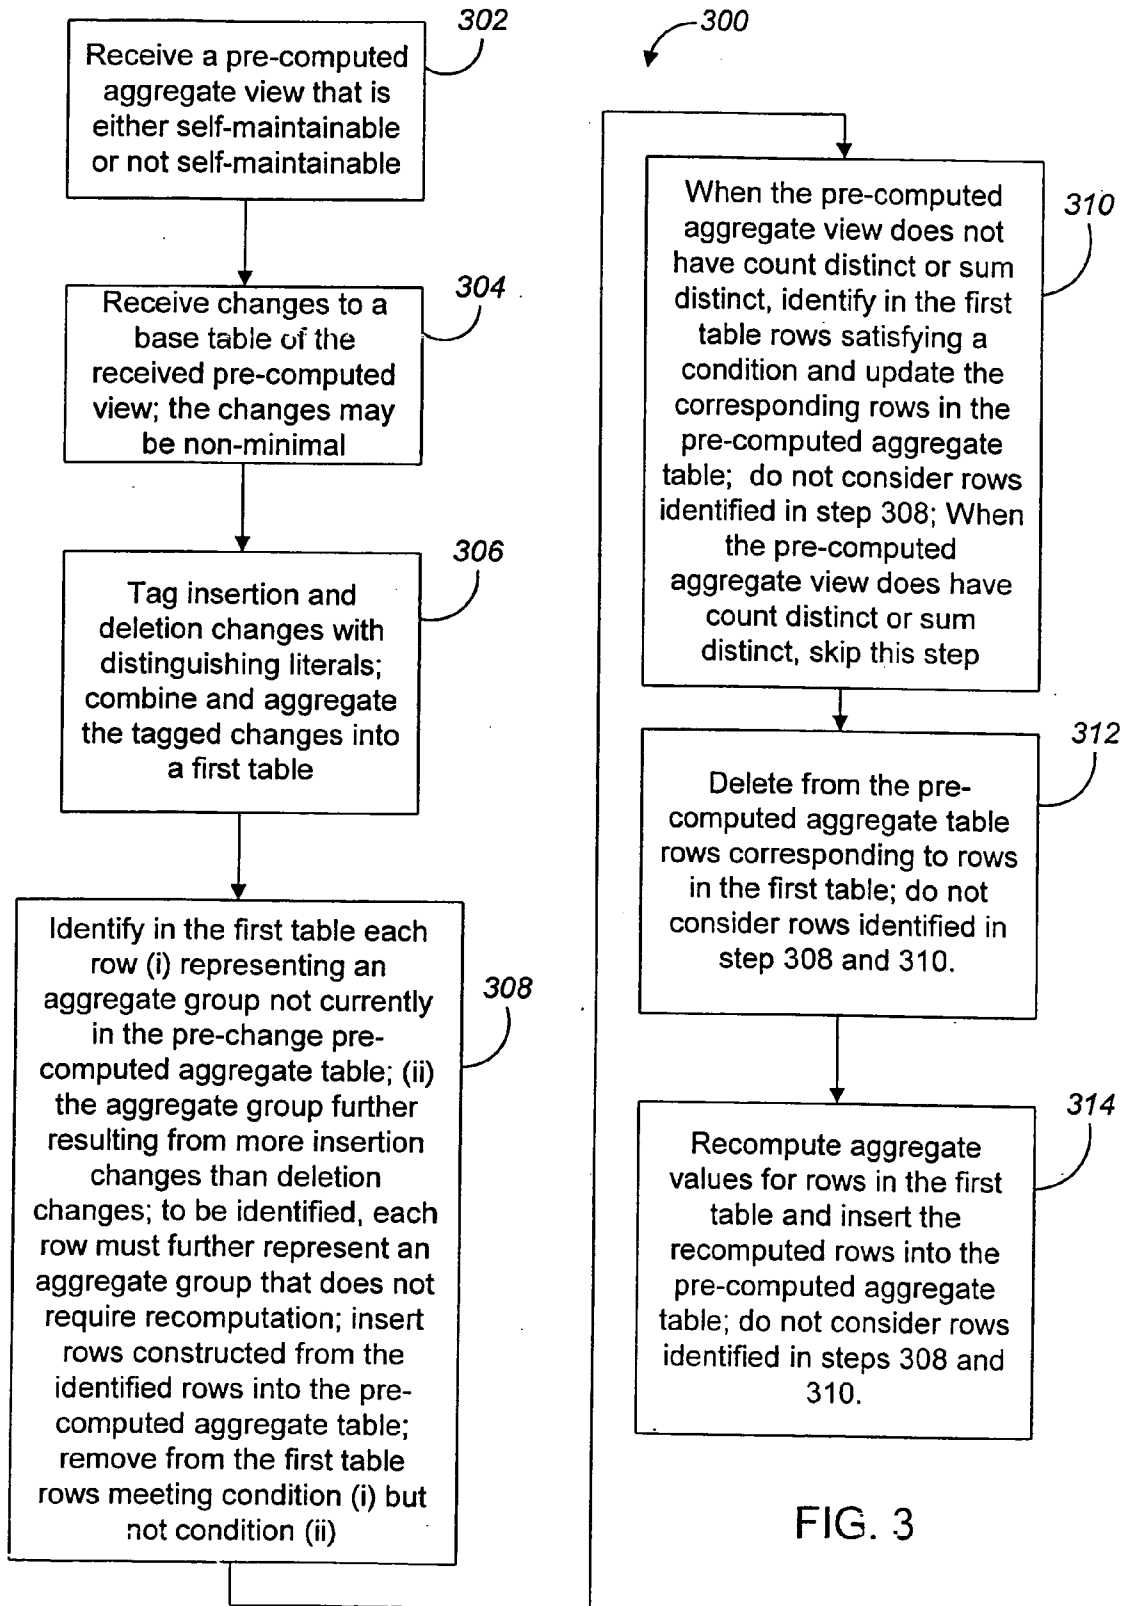 302
Receive a pre-computed
aggregate view that is
either self-maintainable
or not self-maintainable
304
Receive changes to a
base table of the
received pre-computed
view; the changes may
be non-minimal
306
Tag insertion and
deletion changes with
distinguishing literals;
combine and aggregate
the tagged changes into
a first table
308
Identify in the first table each
row (i) representing an
aggregate group not currently
in the pre-change pre-
computed aggregate table; (ii)
the aggregate group further
resulting from more insertion
changes than deletion
changes; to be identified, each
row must further represent an
aggregate group that does not
require recomputation; insert
rows constructed from the
identified rows into the pre-
computed aggregate table;
remove from the first table
rows meeting condition (i) but
not condition (ii)
300
310
When the pre-computed
aggregate view does not
have count distinct or sum
distinct, identify in the first
table rows satisfying a
condition and update the
corresponding rows in the
pre-computed aggregate
table; do not consider rows
identified in step 308; When
the pre-computed
aggregate view does have
count distinct or sum
distinct, skip this step
312
Delete from the pre-
computed aggregate table
rows corresponding to rows
in the first table; do not
consider rows identified in
step 308 and 310.
314
Recompute aggregate
values for rows in the first
table and insert the
recomputed rows into the
pre-computed aggregate
table; do not consider rows
identified in steps 308 and
310.
FIG. 3